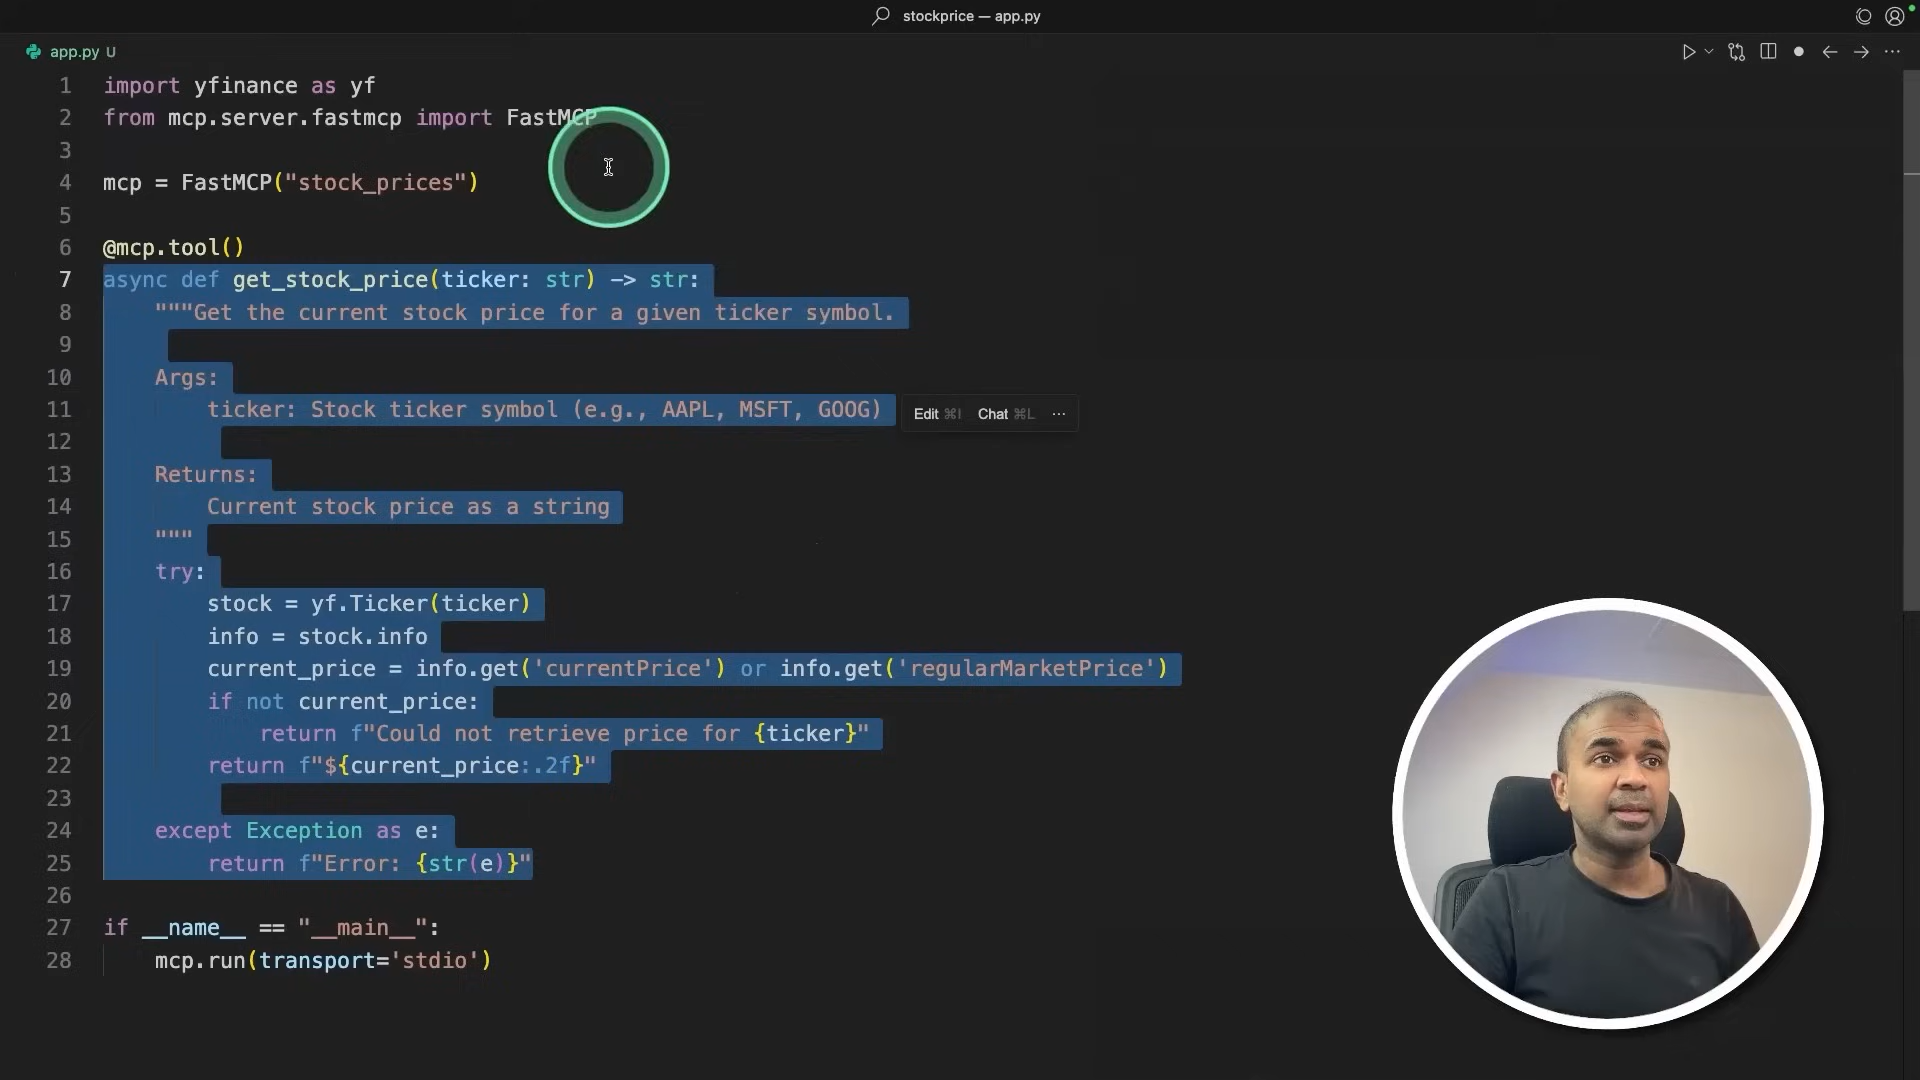 stockprice — app.py
app.py U
1 import yfinance as yf
2 from mcp.server.fastmcp import FastMCP
3
4 mcp = FastMCP("stock_prices")
5
6 @mcp.tool()
7 async def get_stock_price(ticker: str) -> str:
8 """Get the current stock price for a given ticker symbol.
9
10 Args:
11 ticker: Stock ticker symbol (e.g., AAPL, MSFT, GOOG)
Edit ⌘I Chat ⌘L ···
12
13 Returns:
14 Current stock price as a string
15 """
16 try:
17 stock = yf.Ticker(ticker)
18 info = stock.info
19 current_price = info.get('currentPrice') or info.get('regularMarketPrice')
20 if not current_price:
21 return f"Could not retrieve price for {ticker}"
22 return f"${current_price:.2f}"
23
24 except Exception as e:
25 return f"Error: {str(e)}"
26
27 if __name__ == "__main__":
28 mcp.run(transport='stdio')